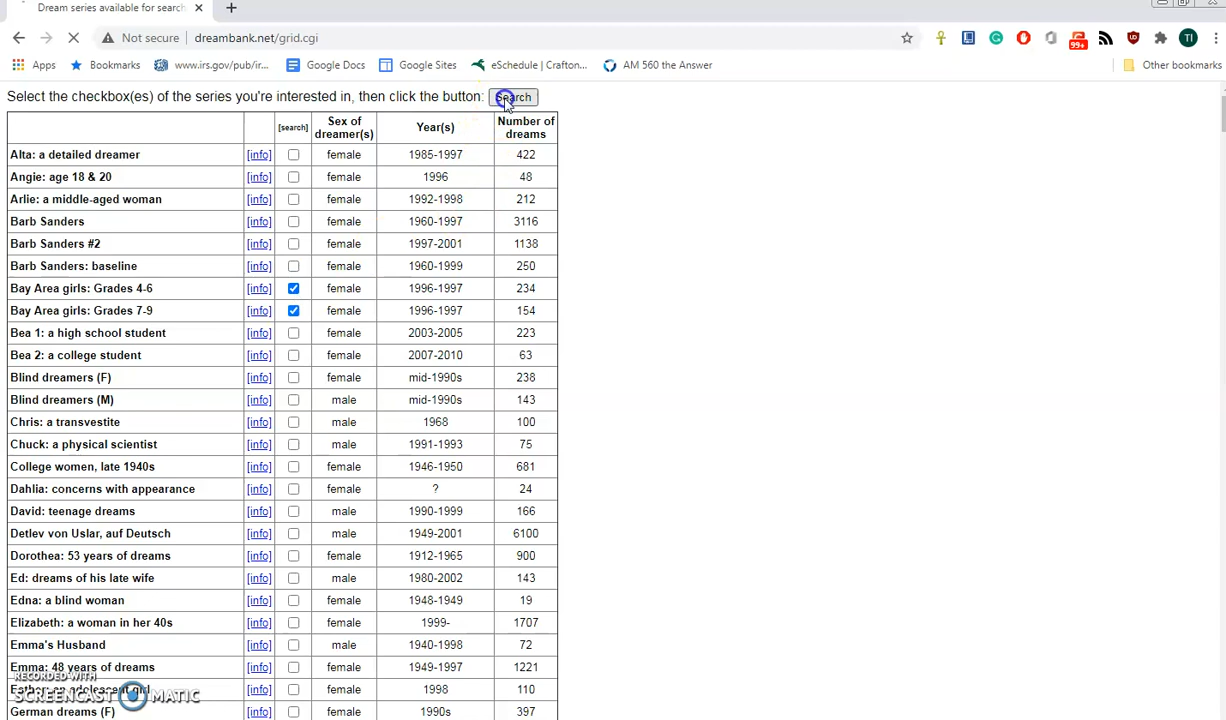 Dream series available for search
Not secure dreambank.net/grid.cgi
99+ TI
Apps Bookmarks www.irs.gov/pub/ir... Google Docs Google Sites eSchedule | Crafton... AM 560 the Answer Other bookmarks
Select the checkbox(es) of the series you're interested in, then click the button: Search
[search] Sex of dreamer(s) Year(s) Number of dreams
Alta: a detailed dreamer [info] female 1985-1997 422
Angie: age 18 & 20 [info] female 1996 48
Arlie: a middle-aged woman [info] female 1992-1998 212
Barb Sanders [info] female 1960-1997 3116
Barb Sanders #2 [info] female 1997-2001 1138
Barb Sanders: baseline [info] female 1960-1999 250
Bay Area girls: Grades 4-6 [info] female 1996-1997 234
Bay Area girls: Grades 7-9 [info] female 1996-1997 154
Bea 1: a high school student [info] female 2003-2005 223
Bea 2: a college student [info] female 2007-2010 63
Blind dreamers (F) [info] female mid-1990s 238
Blind dreamers (M) [info] male mid-1990s 143
Chris: a transvestite [info] male 1968 100
Chuck: a physical scientist [info] male 1991-1993 75
College women, late 1940s [info] female 1946-1950 681
Dahlia: concerns with appearance [info] female ? 24
David: teenage dreams [info] male 1990-1999 166
Detlev von Uslar, auf Deutsch [info] male 1949-2001 6100
Dorothea: 53 years of dreams [info] female 1912-1965 900
Ed: dreams of his late wife [info] male 1980-2002 143
Edna: a blind woman [info] female 1948-1949 19
Elizabeth: a woman in her 40s [info] female 1999- 1707
Emma's Husband [info] male 1940-1998 72
Emma: 48 years of dreams [info] female 1949-1997 1221
RECORDED WITH
Esther: an adolescent girl [info] female 1998 110
SCREENCAST MATIC
German dreams (F) [info] female 1990s 397